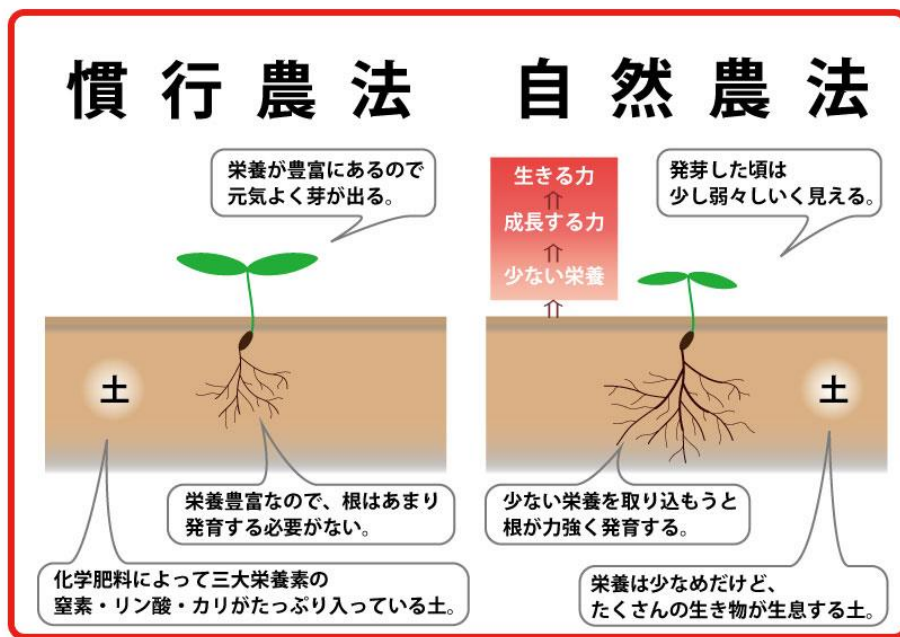 慣行農法
栄養が豊富にあるので
元気よく芽が出る。
土
栄養豊富なので、根はあまり
発育する必要がない。
化学肥料によって三大栄養素の
窒素・リン酸・カリがたっぷり入っている土。
自然農法
生きる力
⇧
成長する力
⇧
少ない栄養
⇧
発芽した頃は
少し弱々しいく見える。
土
少ない栄養を取り込もうと
根が力強く発育する。
栄養は少なめだけど、
たくさんの生き物が生息する土。